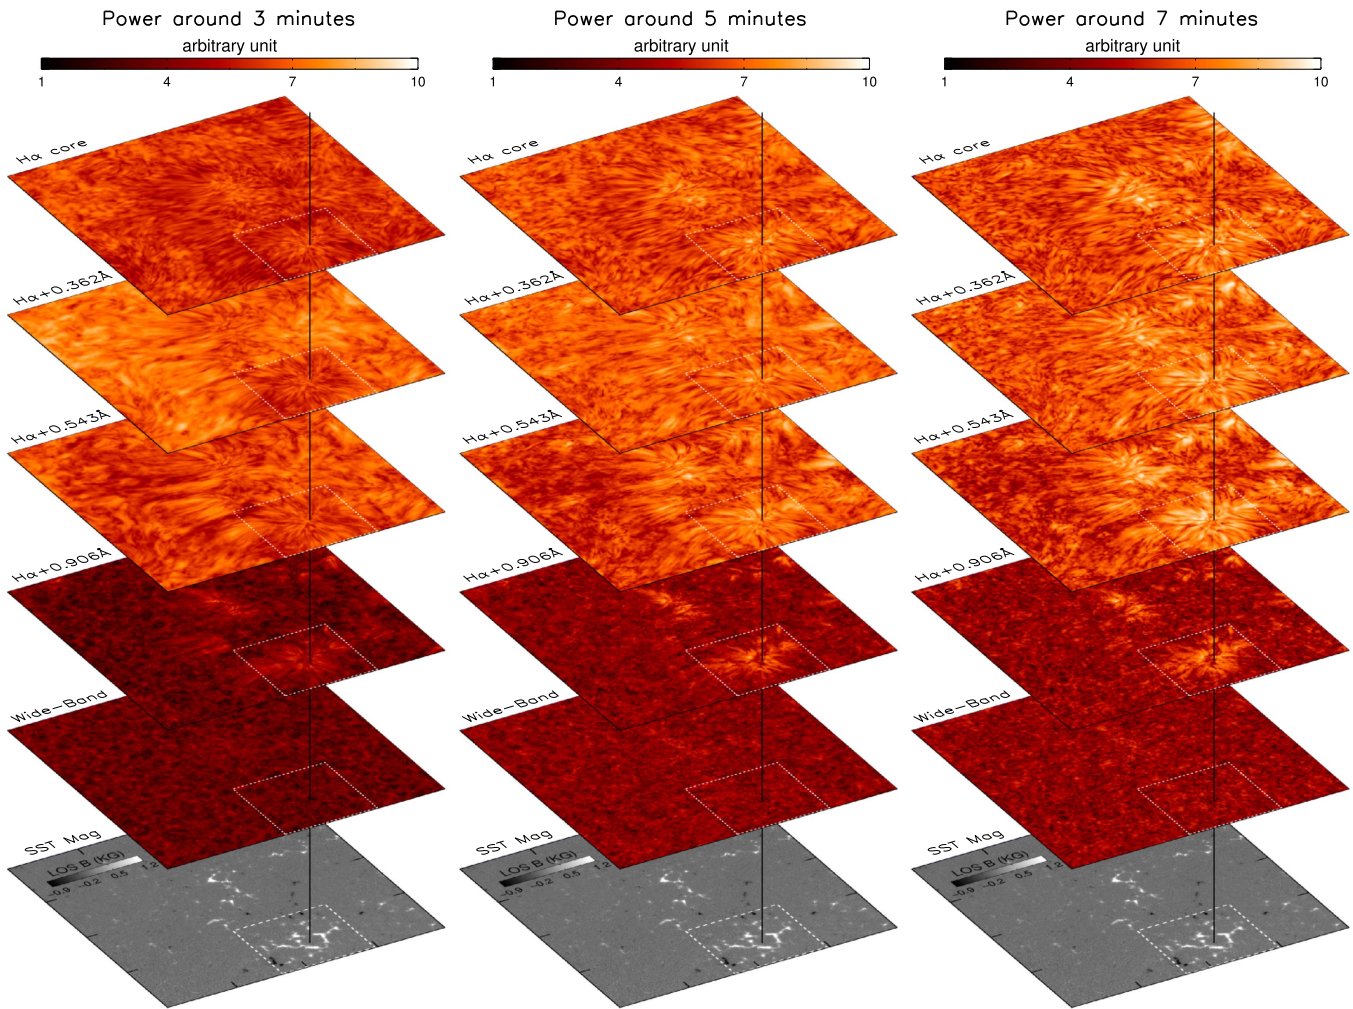 Power around 3 minutes
arbitrary unit
1 4 7 10
Hα core
Hα+0.362Å
Hα+0.543Å
Hα+0.906Å
Wide-Band
SST Mag
LOS B (KG)
-0.9 -0.2 0.5 1.2
Power around 5 minutes
arbitrary unit
1 4 7 10
Hα core
Hα+0.362Å
Hα+0.543Å
Hα+0.906Å
Wide-Band
SST Mag
LOS B (KG)
-0.9 -0.2 0.5 1.2
Power around 7 minutes
arbitrary unit
1 4 7 10
Hα core
Hα+0.362Å
Hα+0.543Å
Hα+0.906Å
Wide-Band
SST Mag
LOS B (KG)
-0.9 -0.2 0.5 1.2